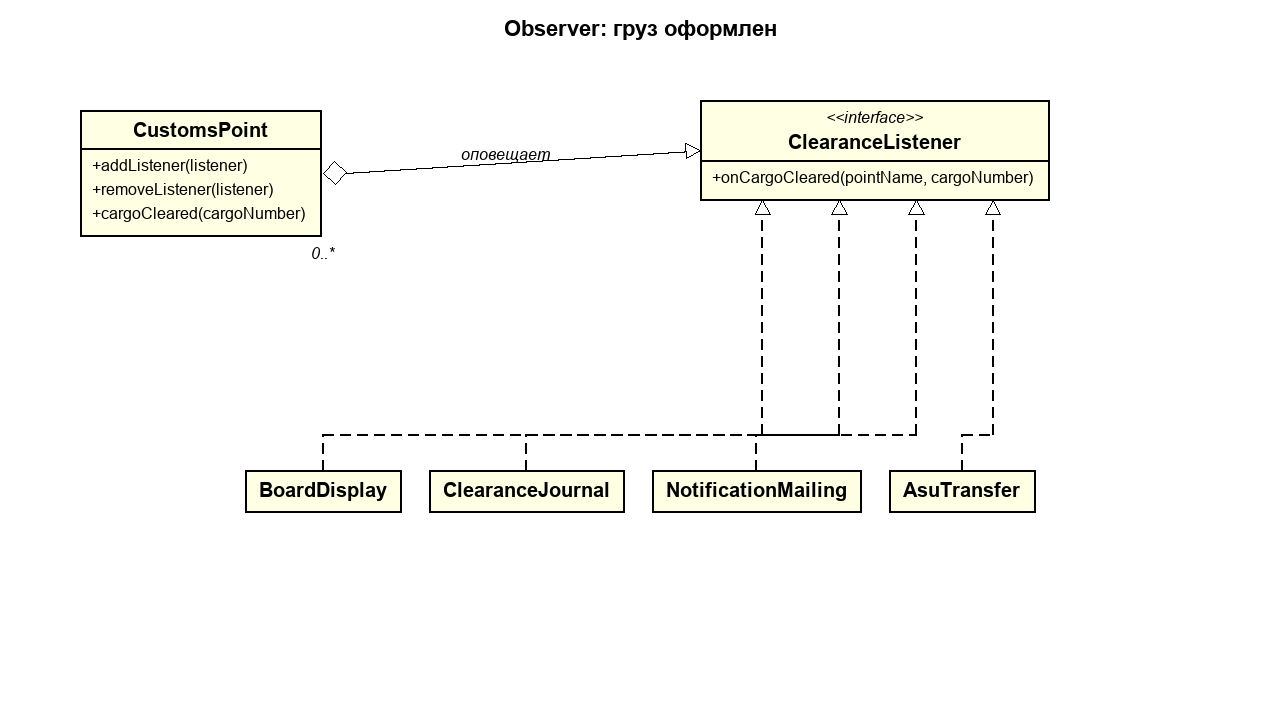 Observer: груз оформлен
CustomsPoint
+addListener(listener)
+removeListener(listener)
+cargoCleared(cargoNumber)
0..*
оповещает
<<interface>>
ClearanceListener
+onCargoCleared(pointName, cargoNumber)
BoardDisplay
ClearanceJournal
NotificationMailing
AsuTransfer